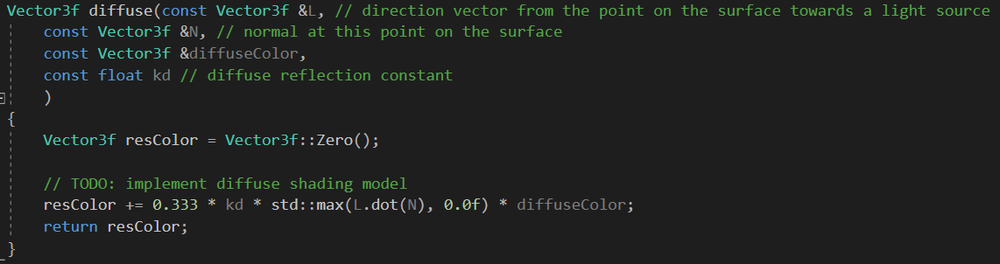 Vector3f diffuse(const Vector3f &L, // direction vector from the point on the surface towards a light source
const Vector3f &N, // normal at this point on the surface
const Vector3f &diffuseColor,
const float kd // diffuse reflection constant
)
{
Vector3f resColor = Vector3f::Zero();
// TODO: implement diffuse shading model
resColor += 0.333 * kd * std::max(L.dot(N), 0.0f) * diffuseColor;
return resColor;
}